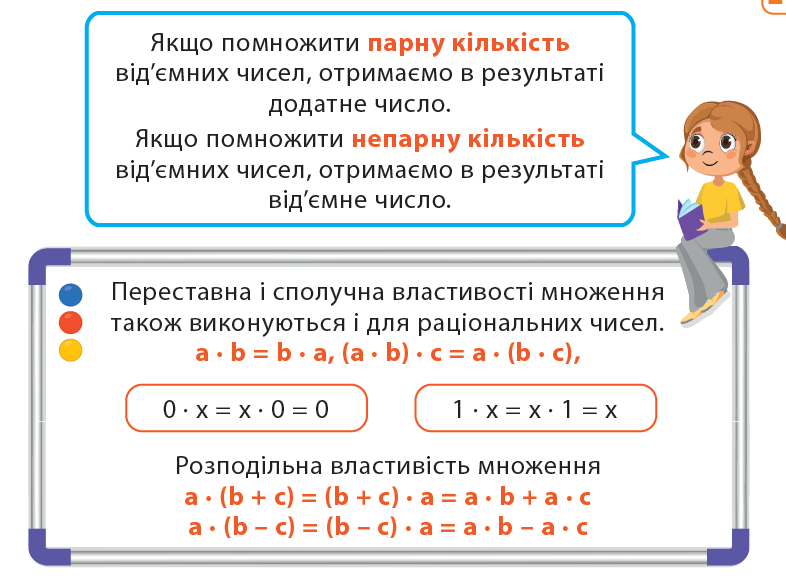 Якщо помножити парну кількість
від’ємних чисел, отримаємо в результаті
додатне число.
Якщо помножити непарну кількість
від’ємних чисел, отримаємо в результаті
від’ємне число.
Переставна і сполучна властивості множення
також виконуються і для раціональних чисел.
a · b = b · a, (a · b) · c = a · (b · c),
0 · x = x · 0 = 0
1 · x = x · 1 = x
Розподільна властивість множення
a · (b + c) = (b + c) · a = a · b + a · c
a · (b – c) = (b – c) · a = a · b – a · c